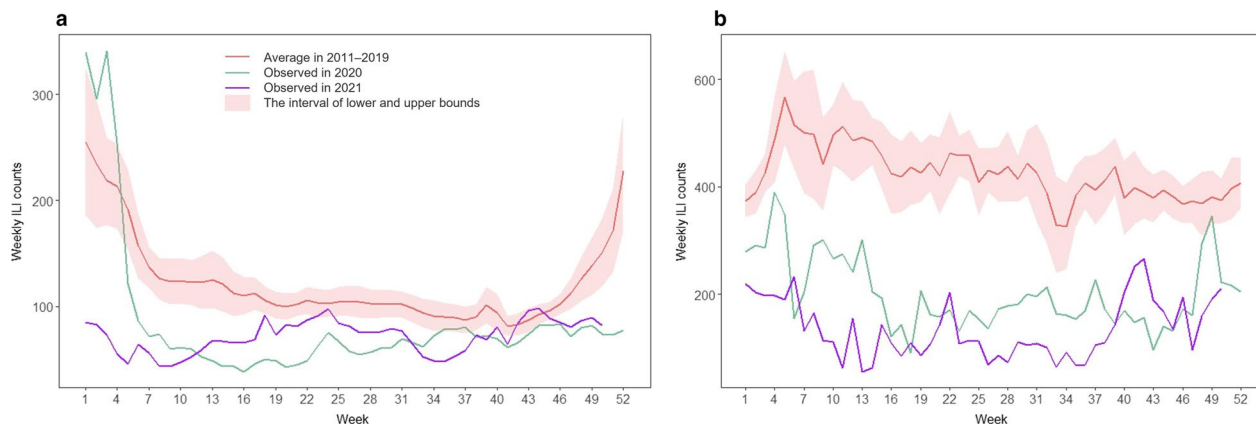 a
Average in 2011–2019
Observed in 2020
Observed in 2021
The interval of lower and upper bounds
300
200
100
Weekly ILI counts
1 4 7 10 13 16 19 22 25 28 31 34 37 40 43 46 49 52
Week
b
600
400
200
Weekly ILI counts
1 4 7 10 13 16 19 22 25 28 31 34 37 40 43 46 49 52
Week